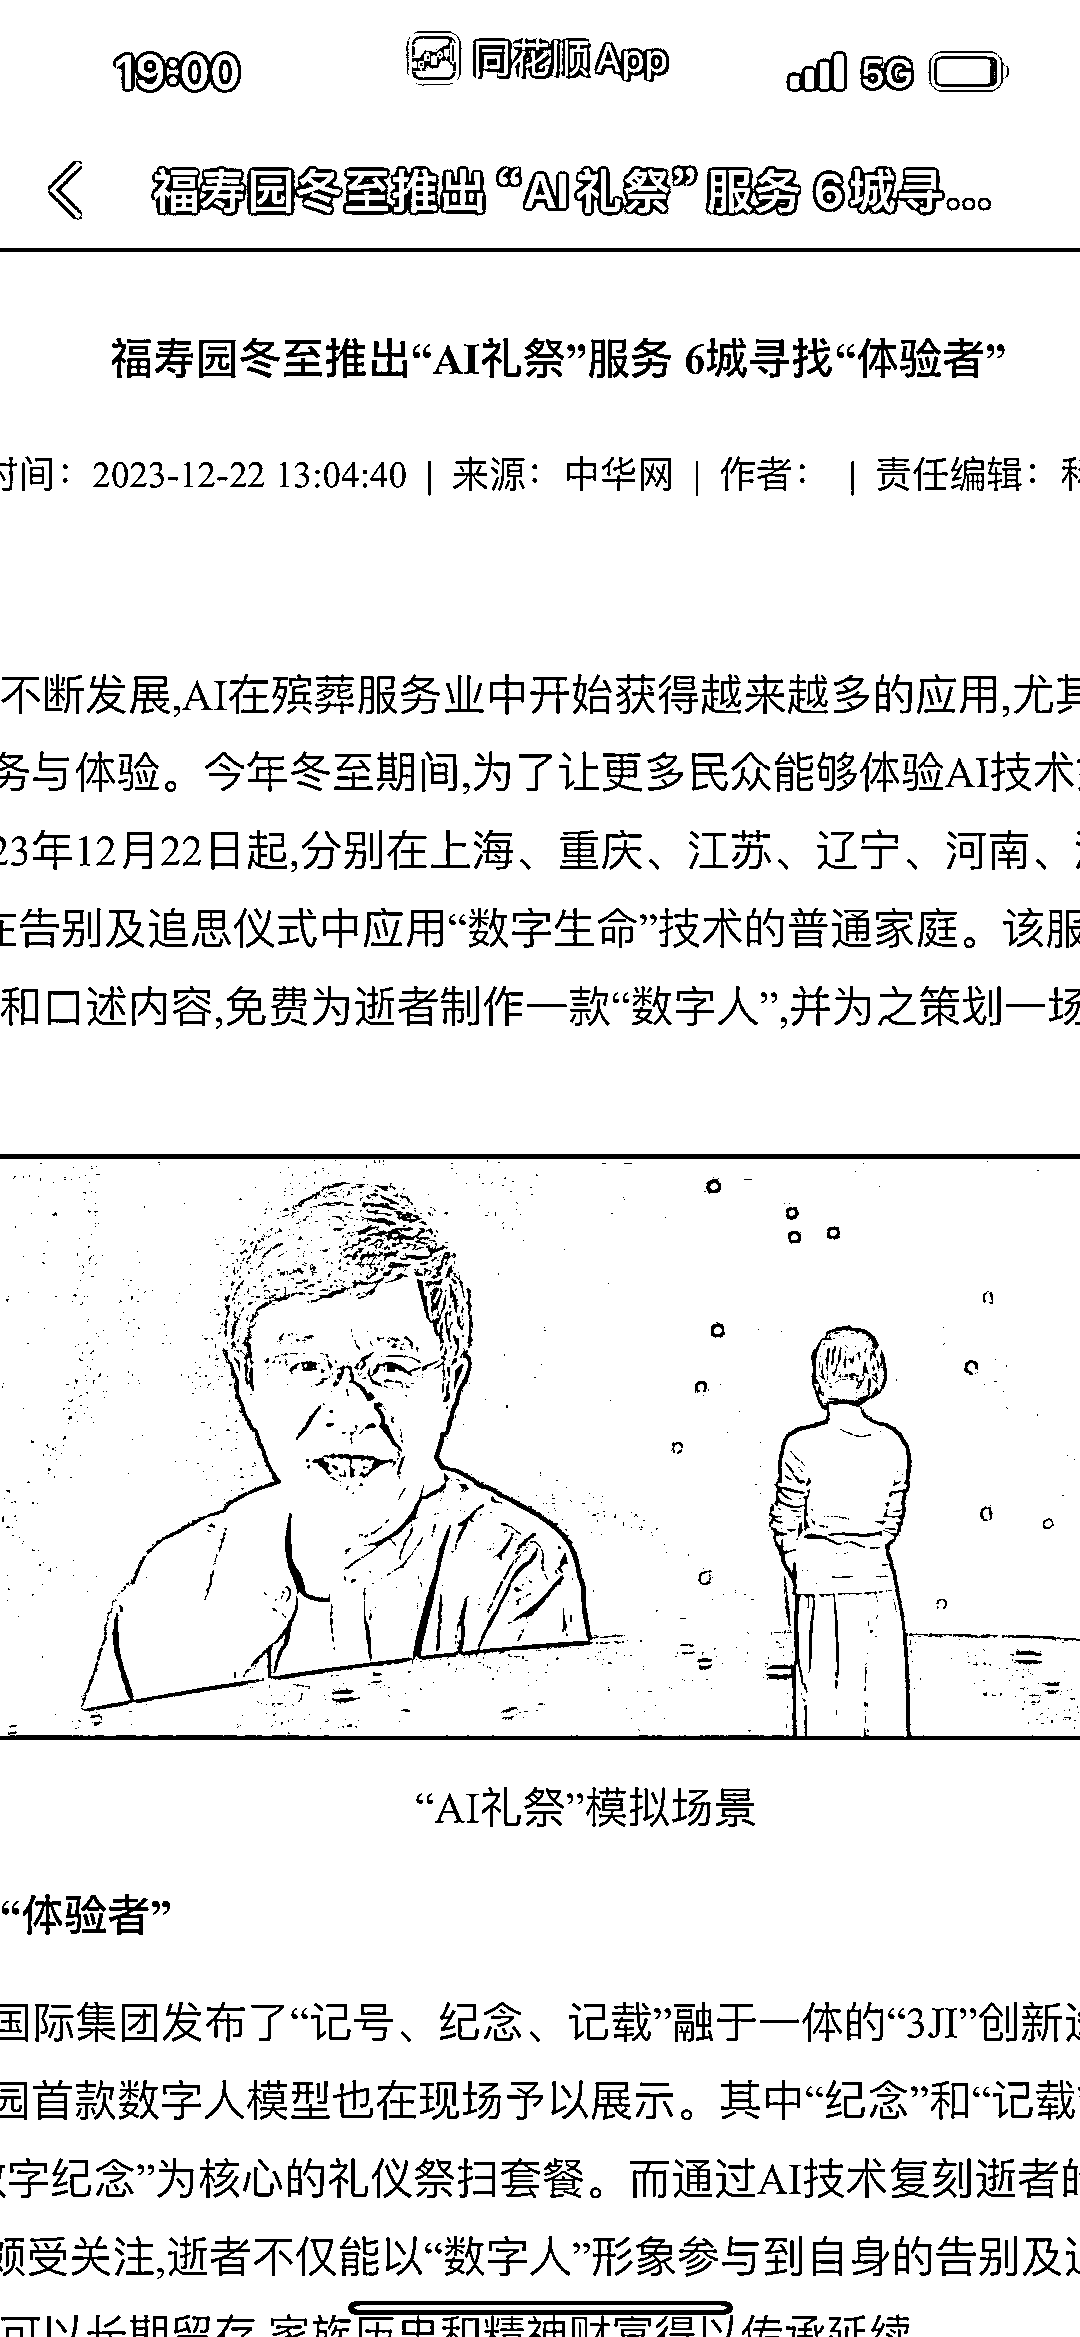 19:00
同花顺App
5G
福寿园冬至推出“AI礼祭”服务 6城寻...
福寿园冬至推出“AI礼祭”服务 6城寻找“体验者”
时间：2023-12-22 13:04:40 | 来源：中华网 | 作者： | 责任编辑：
不断发展,AI在殡葬服务业中开始获得越来越多的应用,尤其
务与体验。今年冬至期间,为了让更多民众能够体验AI技术
23年12月22日起,分别在上海、重庆、江苏、辽宁、河南、
在告别及追思仪式中应用“数字生命”技术的普通家庭。该服
和口述内容,免费为逝者制作一款“数字人”,并为之策划一场
“AI礼祭”模拟场景
“体验者”
国际集团发布了“记号、纪念、记载”融于一体的“3JI”创新
园首款数字人模型也在现场予以展示。其中“纪念”和“记载”
字纪念”为核心的礼仪祭扫套餐。而通过AI技术复刻逝者的
颇受关注,逝者不仅能以“数字人”形象参与到自身的告别及
可以长期留存,家族历史和精神财富得以传承延续